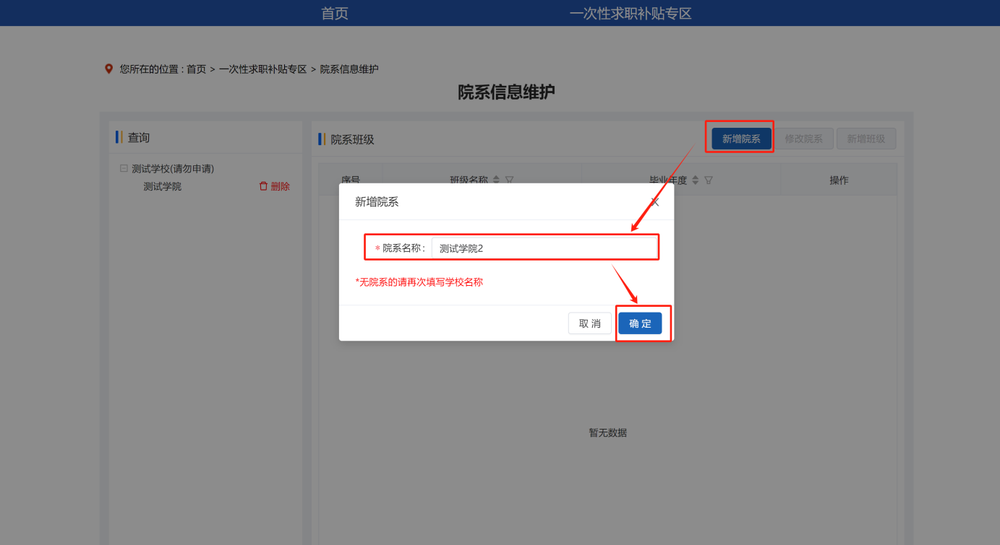 首页 一次性求职补贴专区
您所在的位置 : 首页 > 一次性求职补贴专区 > 院系信息维护
院系信息维护
查询
测试学校(请勿申请)
测试学院 删除
院系班级 新增院系 修改院系 新增班级
序号 班级名称 毕业年度 操作
新增院系
* 院系名称 : 测试学院2
*无院系的请再次填写学校名称
取 消 确 定
暂无数据